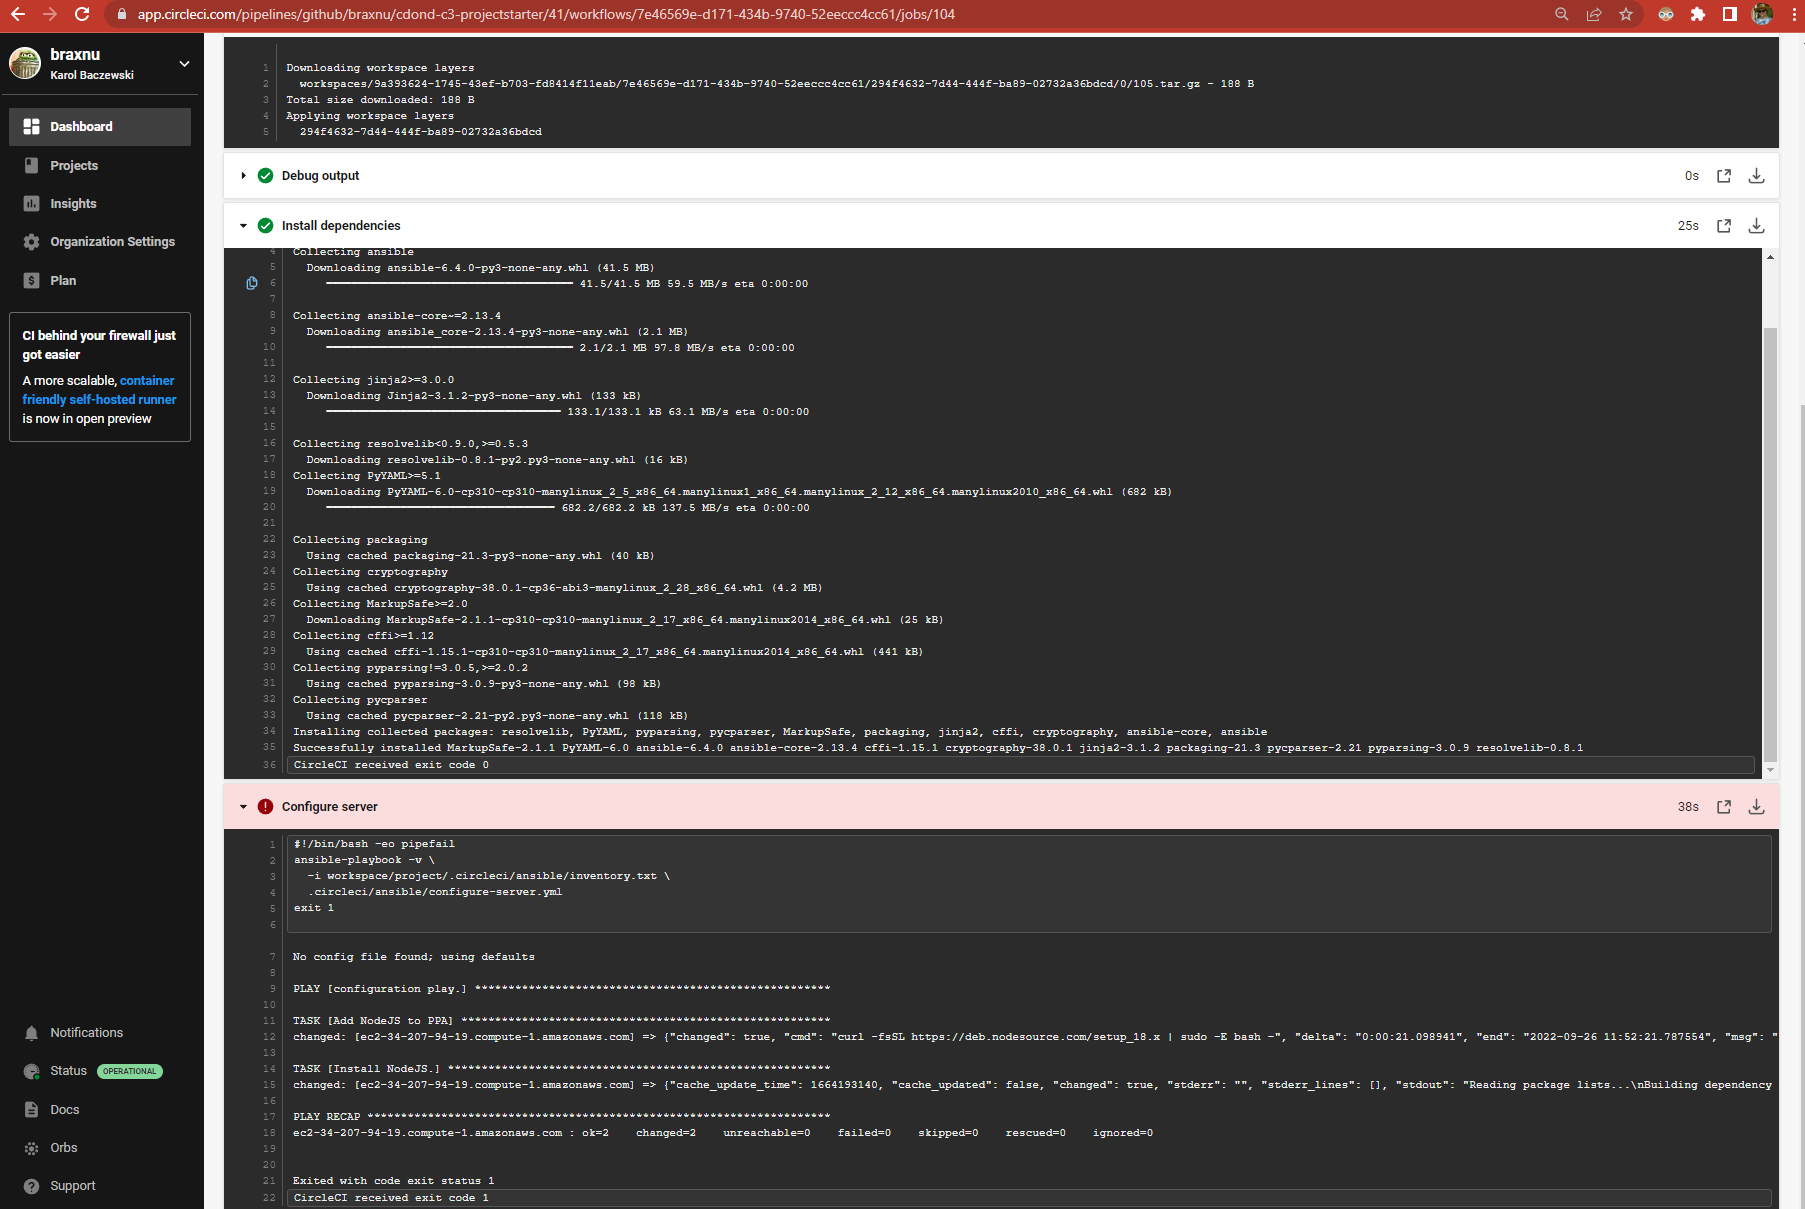 app.circleci.com/pipelines/github/braxnu/cdond-c3-projectstarter/41/workflows/7e46569e-d171-434b-9740-52eeccc4cc61/jobs/104
braxnu
Karol Baczewski
Dashboard
Projects
Insights
Organization Settings
Plan
CI behind your firewall just
got easier
A more scalable, container
friendly self-hosted runner
is now in open preview
Notifications
Status OPERATIONAL
Docs
Orbs
Support
1 Downloading workspace layers
2 workspaces/9a393624-1745-43ef-b703-fd8414f11eab/7e46569e-d171-434b-9740-52eeccc4cc61/294f4632-7d44-444f-ba89-02732a36bdcd/0/105.tar.gz - 188 B
3 Total size downloaded: 188 B
4 Applying workspace layers
5 294f4632-7d44-444f-ba89-02732a36bdcd
Debug output 0s
Install dependencies 25s
4 Collecting ansible
5 Downloading ansible-6.4.0-py3-none-any.whl (41.5 MB)
6 41.5/41.5 MB 59.5 MB/s eta 0:00:00
7
8 Collecting ansible-core~=2.13.4
9 Downloading ansible_core-2.13.4-py3-none-any.whl (2.1 MB)
10 2.1/2.1 MB 97.8 MB/s eta 0:00:00
11
12 Collecting jinja2>=3.0.0
13 Downloading Jinja2-3.1.2-py3-none-any.whl (133 kB)
14 133.1/133.1 kB 63.1 MB/s eta 0:00:00
15
16 Collecting resolvelib<0.9.0,>=0.5.3
17 Downloading resolvelib-0.8.1-py2.py3-none-any.whl (16 kB)
18 Collecting PyYAML>=5.1
19 Downloading PyYAML-6.0-cp310-cp310-manylinux_2_5_x86_64.manylinux1_x86_64.manylinux_2_12_x86_64.manylinux2010_x86_64.whl (682 kB)
20 682.2/682.2 kB 137.5 MB/s eta 0:00:00
21
22 Collecting packaging
23 Using cached packaging-21.3-py3-none-any.whl (40 kB)
24 Collecting cryptography
25 Using cached cryptography-38.0.1-cp36-abi3-manylinux_2_28_x86_64.whl (4.2 MB)
26 Collecting MarkupSafe>=2.0
27 Downloading MarkupSafe-2.1.1-cp310-cp310-manylinux_2_17_x86_64.manylinux2014_x86_64.whl (25 kB)
28 Collecting cffi>=1.12
29 Using cached cffi-1.15.1-cp310-cp310-manylinux_2_17_x86_64.manylinux2014_x86_64.whl (441 kB)
30 Collecting pyparsing!=3.0.5,>=2.0.2
31 Using cached pyparsing-3.0.9-py3-none-any.whl (98 kB)
32 Collecting pycparser
33 Using cached pycparser-2.21-py2.py3-none-any.whl (118 kB)
34 Installing collected packages: resolvelib, PyYAML, pyparsing, pycparser, MarkupSafe, packaging, jinja2, cffi, cryptography, ansible-core, ansible
35 Successfully installed MarkupSafe-2.1.1 PyYAML-6.0 ansible-6.4.0 ansible-core-2.13.4 cffi-1.15.1 cryptography-38.0.1 jinja2-3.1.2 packaging-21.3 pycparser-2.21 pyparsing-3.0.9 resolvelib-0.8.1
36 CircleCI received exit code 0
Configure server 38s
1 #!/bin/bash -eo pipefail
2 ansible-playbook -v \
3 -i workspace/project/.circleci/ansible/inventory.txt \
4 .circleci/ansible/configure-server.yml
5 exit 1
6
7 No config file found; using defaults
8
9 PLAY [configuration play.] *****************************************************
10
11 TASK [Add NodeJS to PPA] *******************************************************
12 changed: [ec2-34-207-94-19.compute-1.amazonaws.com] => {"changed": true, "cmd": "curl -fsSL https://deb.nodesource.com/setup_18.x | sudo -E bash -", "delta": "0:00:21.098941", "end": "2022-09-26 11:52:21.787554", "msg": "
13
14 TASK [Install NodeJS.] *********************************************************
15 changed: [ec2-34-207-94-19.compute-1.amazonaws.com] => {"cache_update_time": 1664193140, "cache_updated": false, "changed": true, "stderr": "", "stderr_lines": [], "stdout": "Reading package lists...\nBuilding dependency
16
17 PLAY RECAP *********************************************************************
18 ec2-34-207-94-19.compute-1.amazonaws.com : ok=2 changed=2 unreachable=0 failed=0 skipped=0 rescued=0 ignored=0
19
20
21 Exited with code exit status 1
22 CircleCI received exit code 1